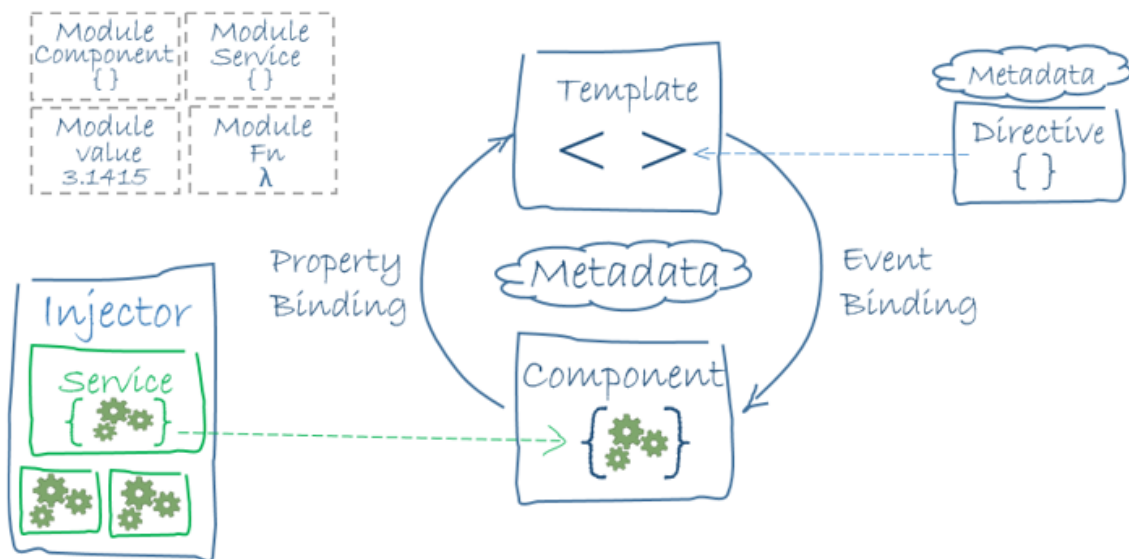 Module
Component
{ }
Module
Service
{ }
Module
value
3.1415
Module
Fn
λ
Template
< >
Metadata
Directive
{ }
Property
Binding
Metadata
Event
Binding
Injector
Service
{ }
Component
{ }